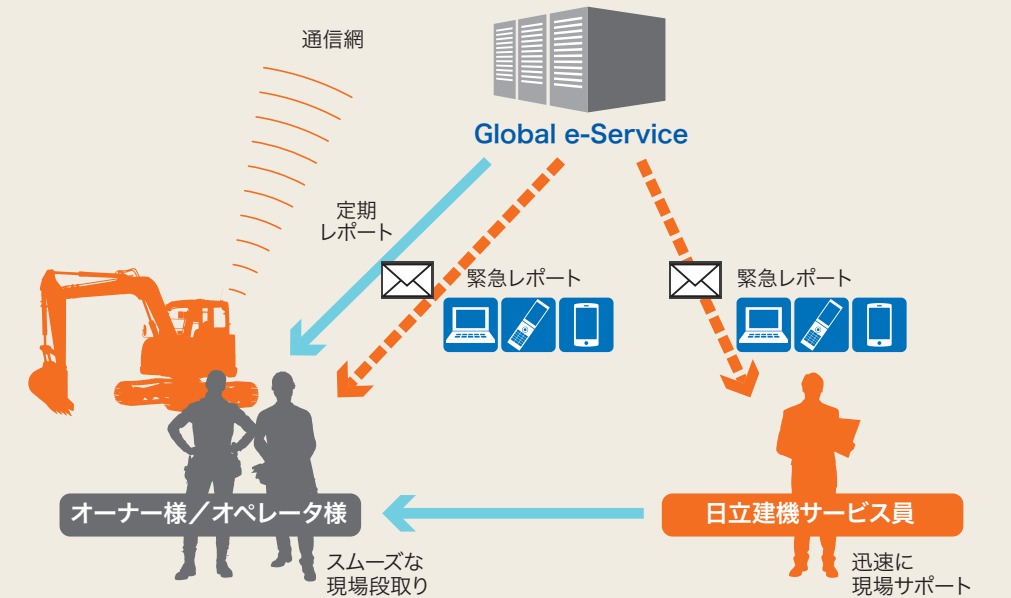 通信網
Global e-Service
定期
レポート
緊急レポート
緊急レポート
オーナー様／オペレータ様
日立建機サービス員
スムーズな
現場段取り
迅速に
現場サポート